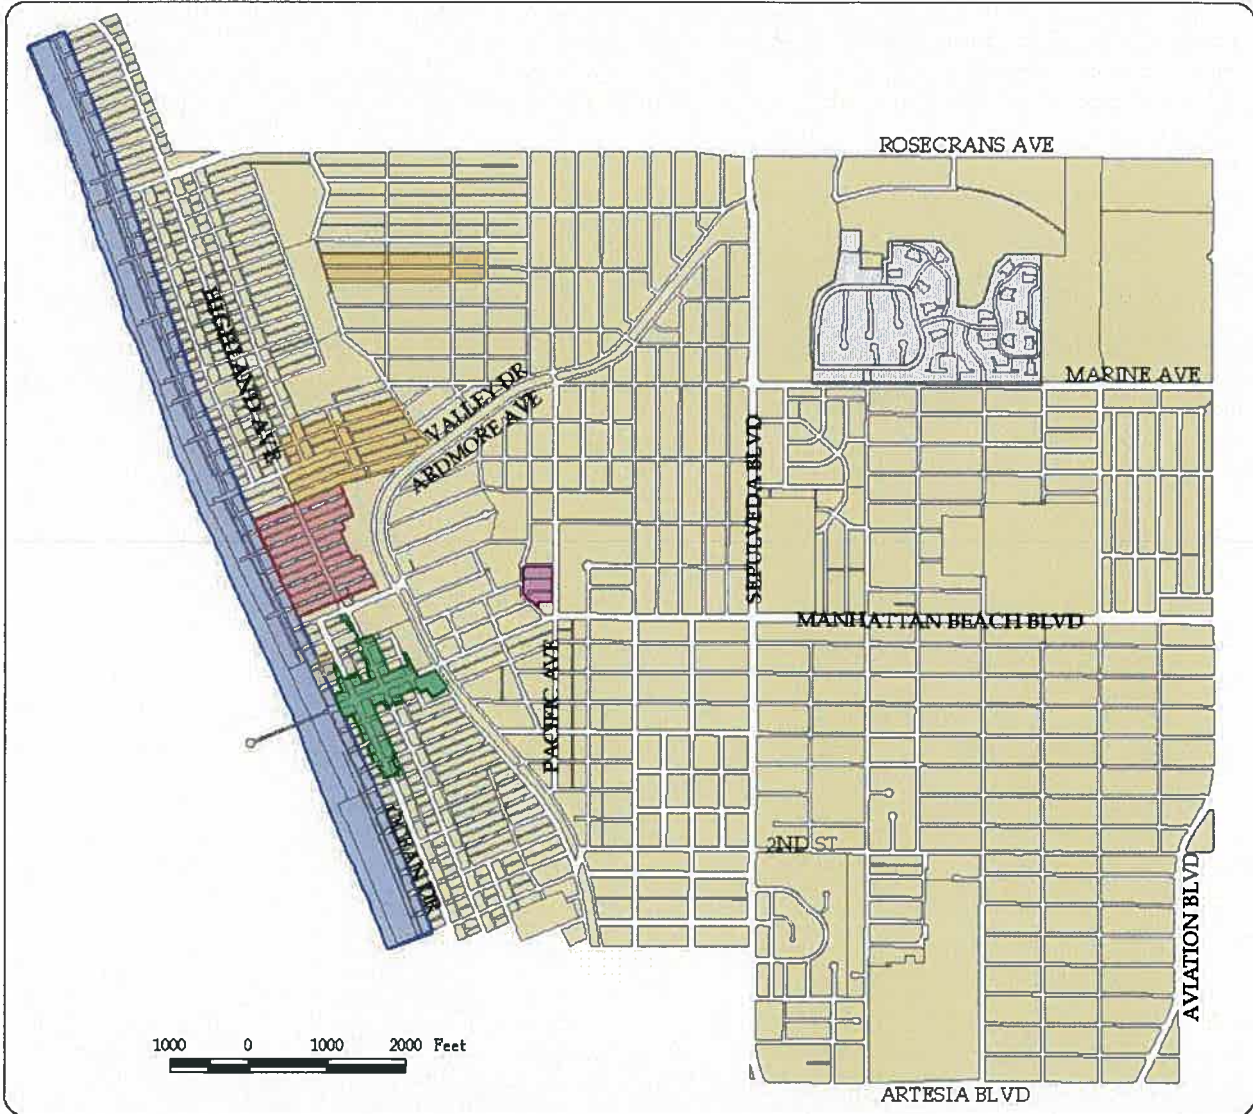 ROSECRANS AVE
HIGHLAND AVE
VALLEY DR
ARDMORE AVE
MARINE AVE
SEPULVEDA BLVD
MANHATTAN BEACH BLVD
PACIFIC AVE
OCEAN DR
2ND ST
AVIATION BLVD
1000 0 1000 2000 Feet
ARTESIA BLVD